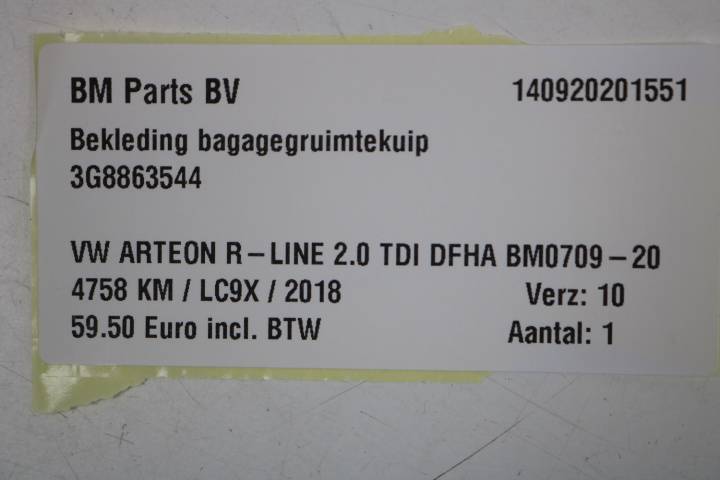 BM Parts BV 140920201551
Bekleding bagagegruimtekuip
3G8863544
VW ARTEON R-LINE 2.0 TDI DFHA BM0709-20
4758 KM / LC9X / 2018 Verz: 10
59.50 Euro incl. BTW Aantal: 1